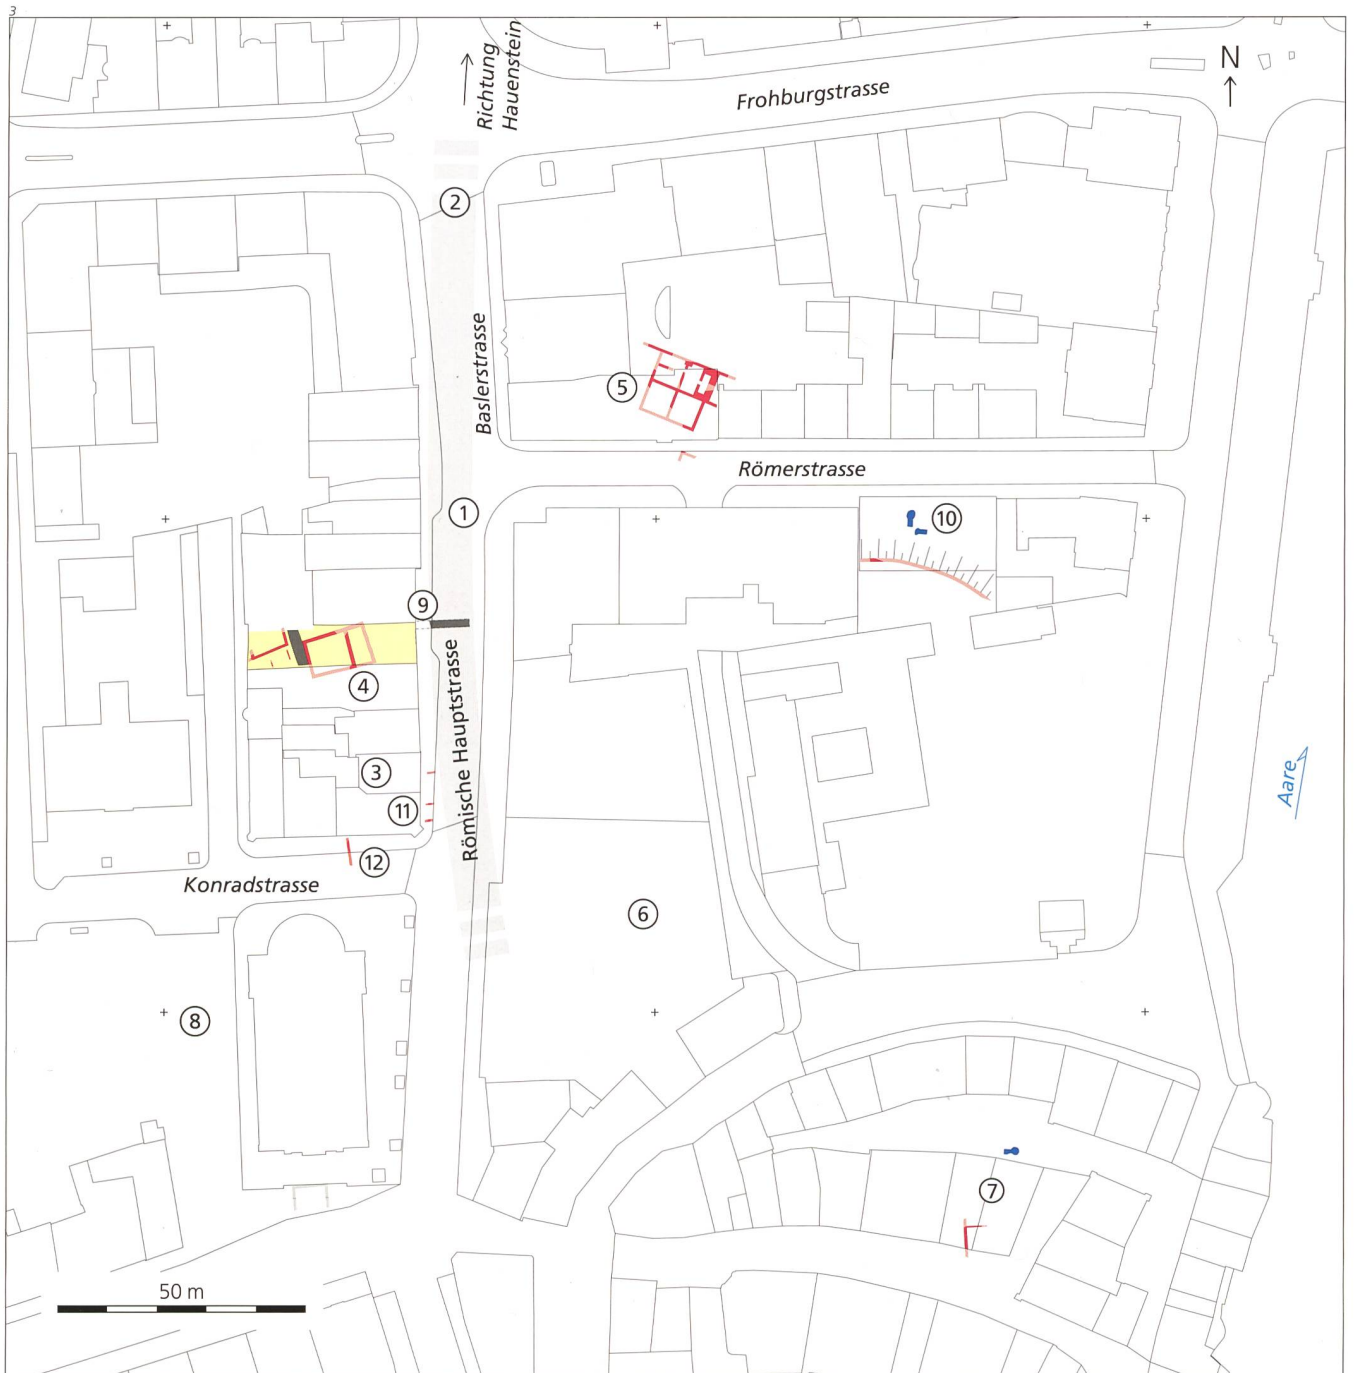 3
Richtung
Hauenstein
Frohburgstrasse
N
2
Baslerstrasse
5
Römerstrasse
1
10
9
4
Römische Hauptstrasse
3
11
12
Aare
Konradstrasse
6
8
7
50 m